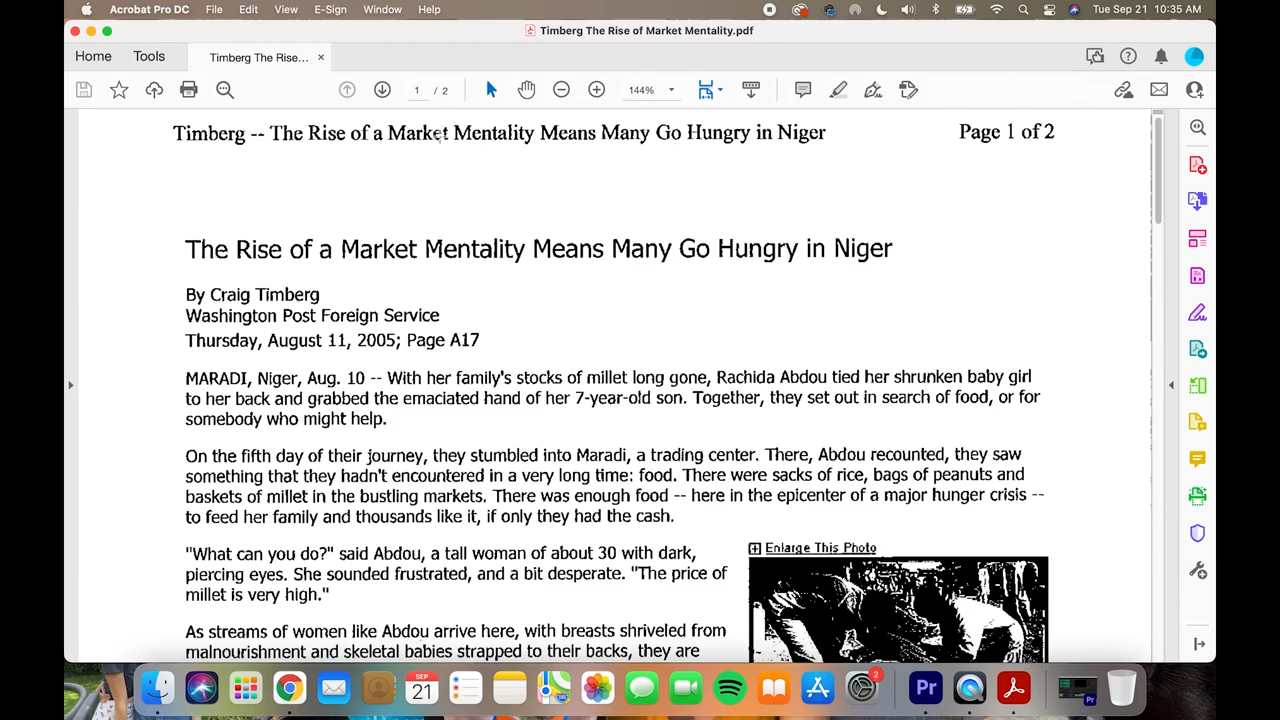 Acrobat Pro DC File Edit View E-Sign Window Help Tue Sep 21 10:35 AM
Timberg The Rise of Market Mentality.pdf
Home Tools Timberg The Rise... ×
1 / 2 144%
Timberg -- The Rise of a Market Mentality Means Many Go Hungry in Niger Page 1 of 2
The Rise of a Market Mentality Means Many Go Hungry in Niger
By Craig Timberg
Washington Post Foreign Service
Thursday, August 11, 2005; Page A17
MARADI, Niger, Aug. 10 -- With her family's stocks of millet long gone, Rachida Abdou tied her shrunken baby girl
to her back and grabbed the emaciated hand of her 7-year-old son. Together, they set out in search of food, or for
somebody who might help.
On the fifth day of their journey, they stumbled into Maradi, a trading center. There, Abdou recounted, they saw
something that they hadn't encountered in a very long time: food. There were sacks of rice, bags of peanuts and
baskets of millet in the bustling markets. There was enough food -- here in the epicenter of a major hunger crisis --
to feed her family and thousands like it, if only they had the cash.
"What can you do?" said Abdou, a tall woman of about 30 with dark,
piercing eyes. She sounded frustrated, and a bit desperate. "The price of
millet is very high."
Enlarge This Photo
As streams of women like Abdou arrive here, with breasts shriveled from
malnourishment and skeletal babies strapped to their backs, they are
SEP
21
2
Pr
Pr